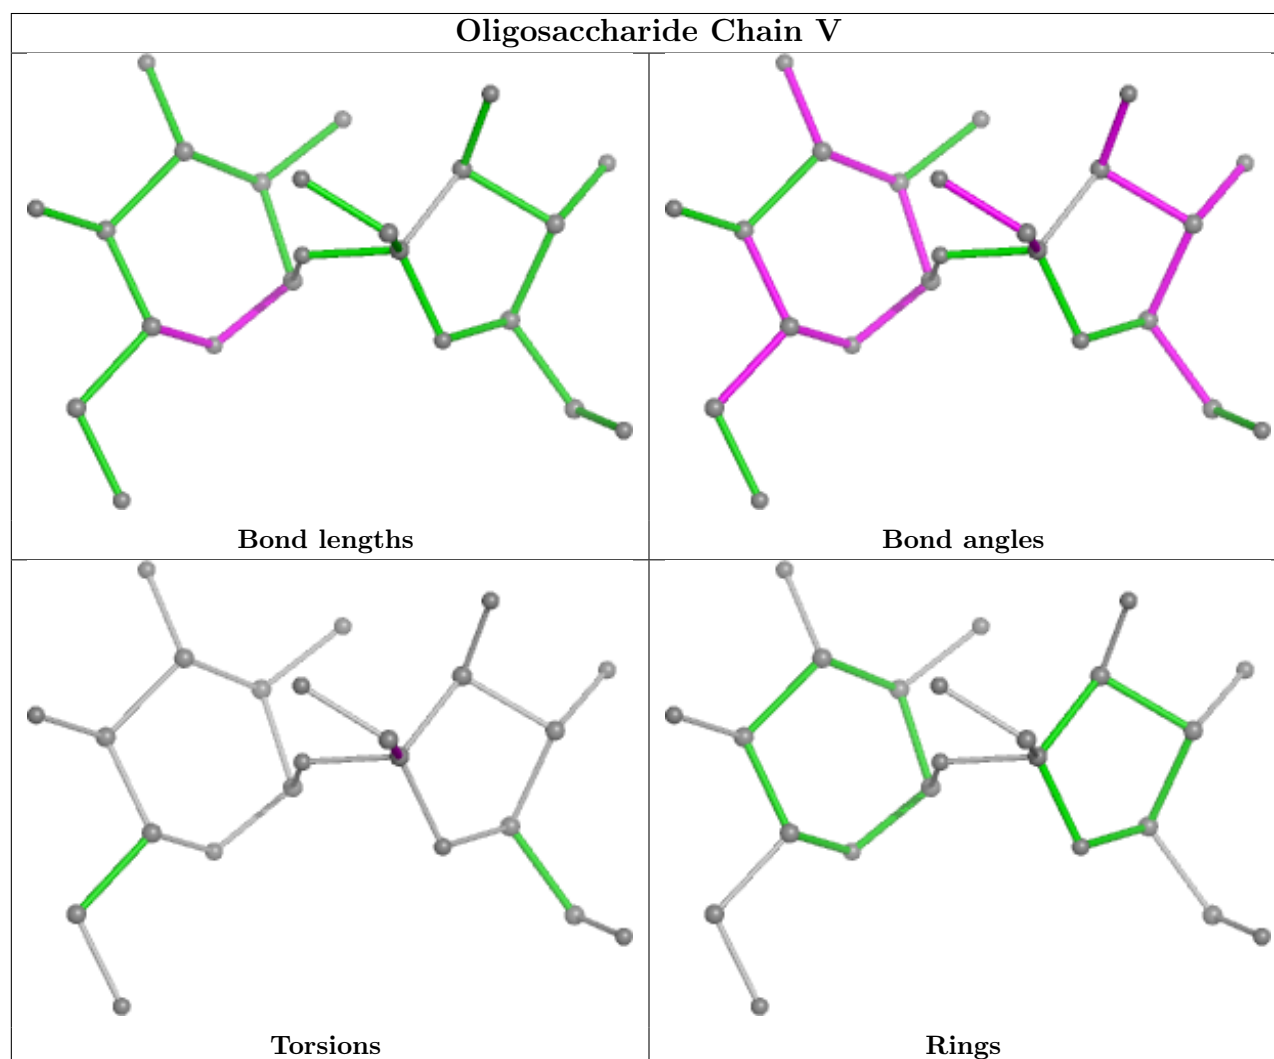 Oligosaccharide Chain V
Bond lengths
Bond angles
Torsions
Rings